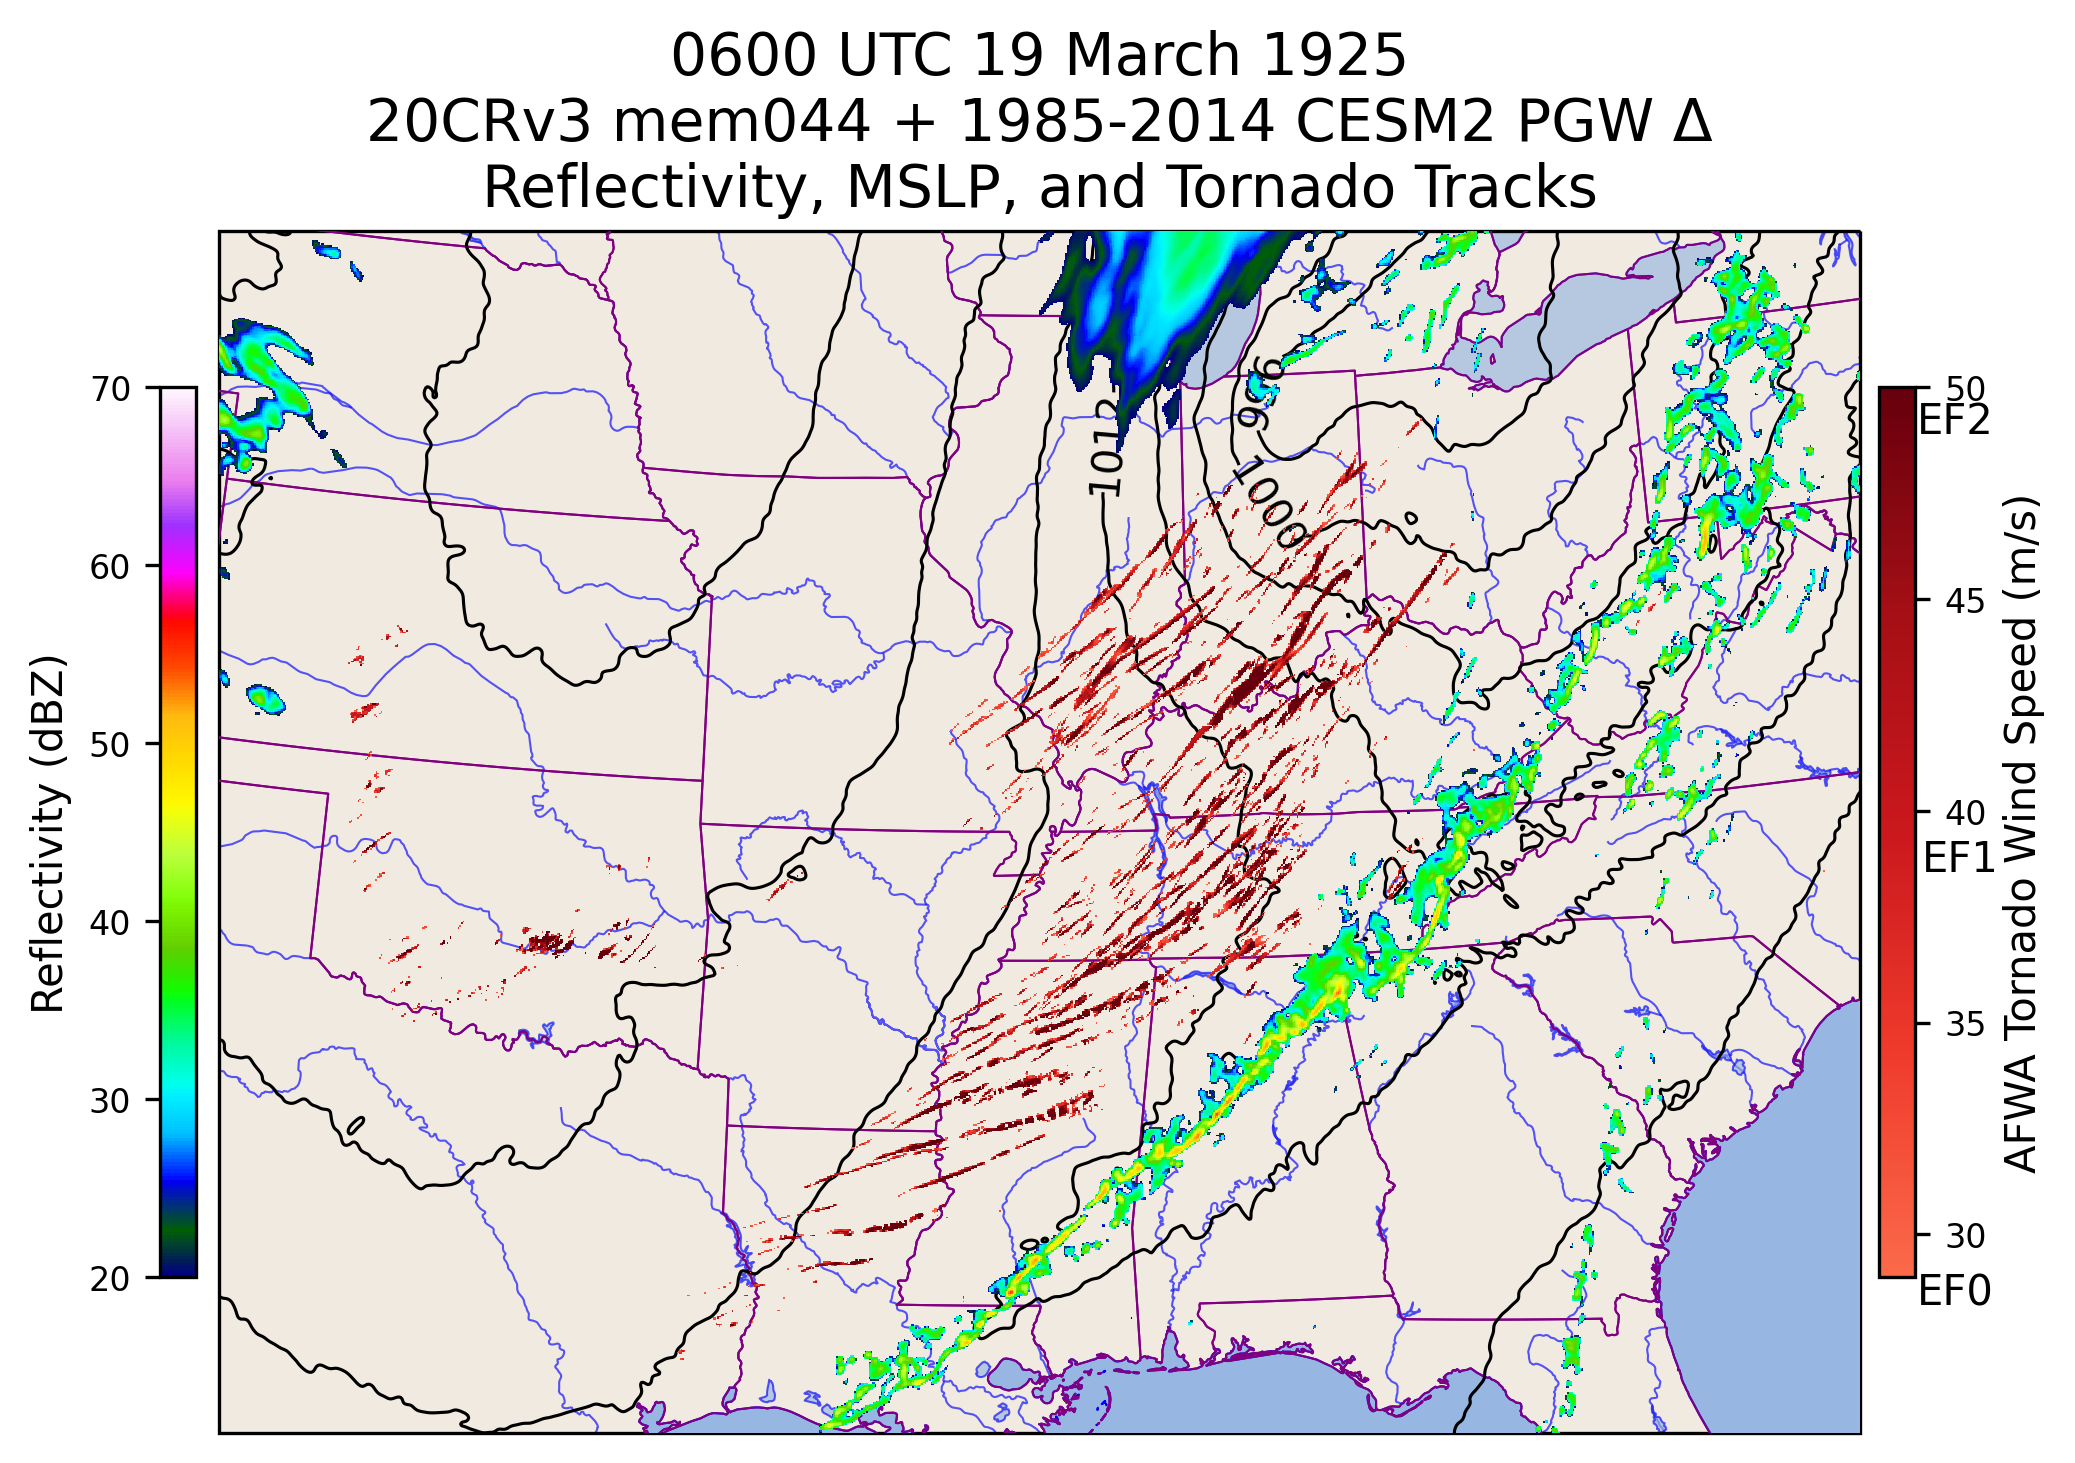 0600 UTC 19 March 1925
20CRv3 mem044 + 1985-2014 CESM2 PGW Δ
Reflectivity, MSLP, and Tornado Tracks
Reflectivity (dBZ)
70
60
50
40
30
20
1012
996
1000
50
EF2
45
40
EF1
35
30
EF0
AFWA Tornado Wind Speed (m/s)